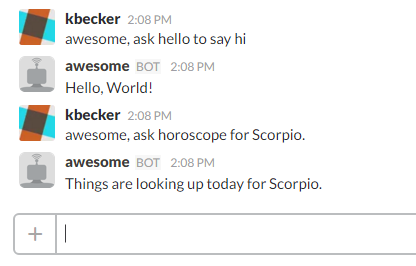 kbecker 2:08 PM
awesome, ask hello to say hi
awesome BOT 2:08 PM
Hello, World!
kbecker 2:08 PM
awesome, ask horoscope for Scorpio.
awesome BOT 2:08 PM
Things are looking up today for Scorpio.
+